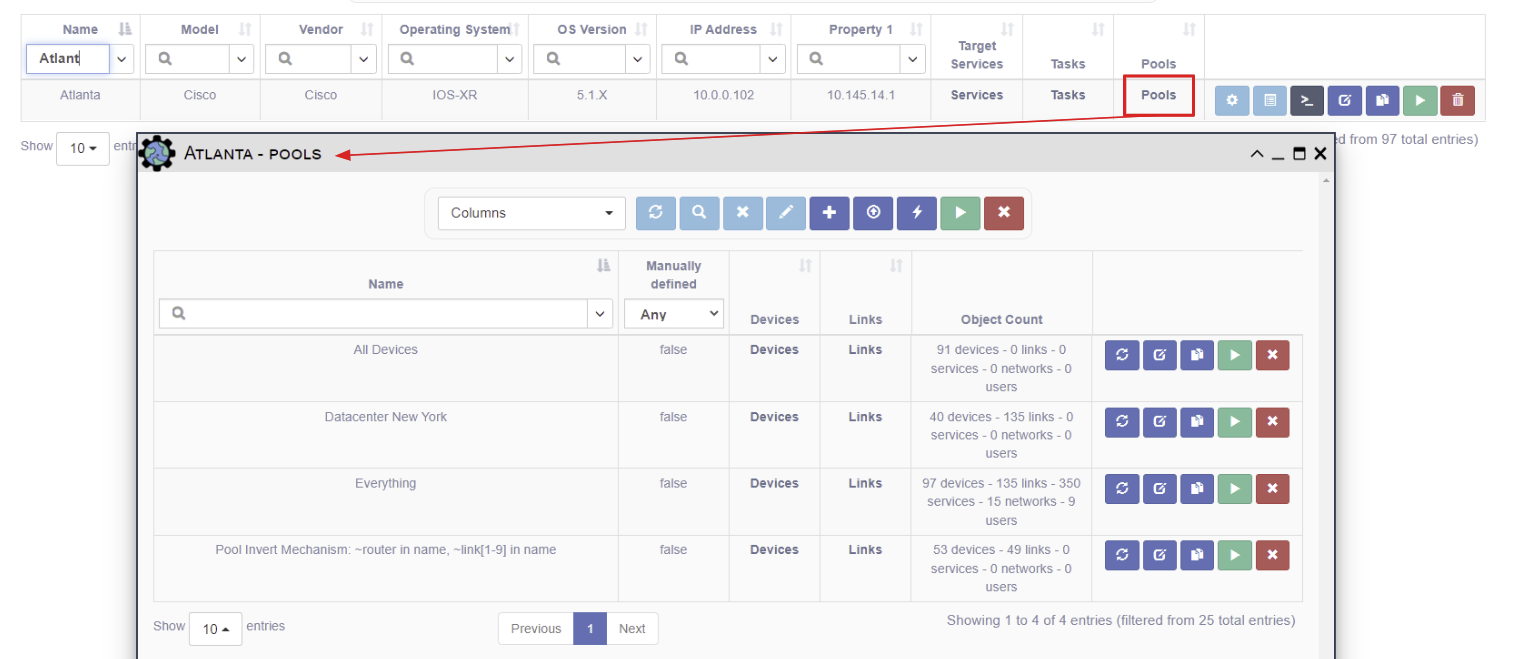 Name Model Vendor Operating System OS Version IP Address Property 1 Target Services Tasks Pools
Atlant
Atlanta Cisco Cisco IOS-XR 5.1.X 10.0.0.102 10.145.14.1 Services Tasks Pools
Show 10 entr
d from 97 total entries)
Atlanta - pools
Columns
Name Manually defined Devices Links Object Count
Any
All Devices false Devices Links 91 devices - 0 links - 0
services - 0 networks - 0
users
Datacenter New York false Devices Links 40 devices - 135 links - 0
services - 0 networks - 0
users
Everything false Devices Links 97 devices - 135 links - 350
services - 15 networks - 9
users
Pool Invert Mechanism: ~router in name, ~link[1-9] in name false Devices Links 53 devices - 49 links - 0
services - 0 networks - 0
users
Show 10 entries Previous 1 Next Showing 1 to 4 of 4 entries (filtered from 25 total entries)